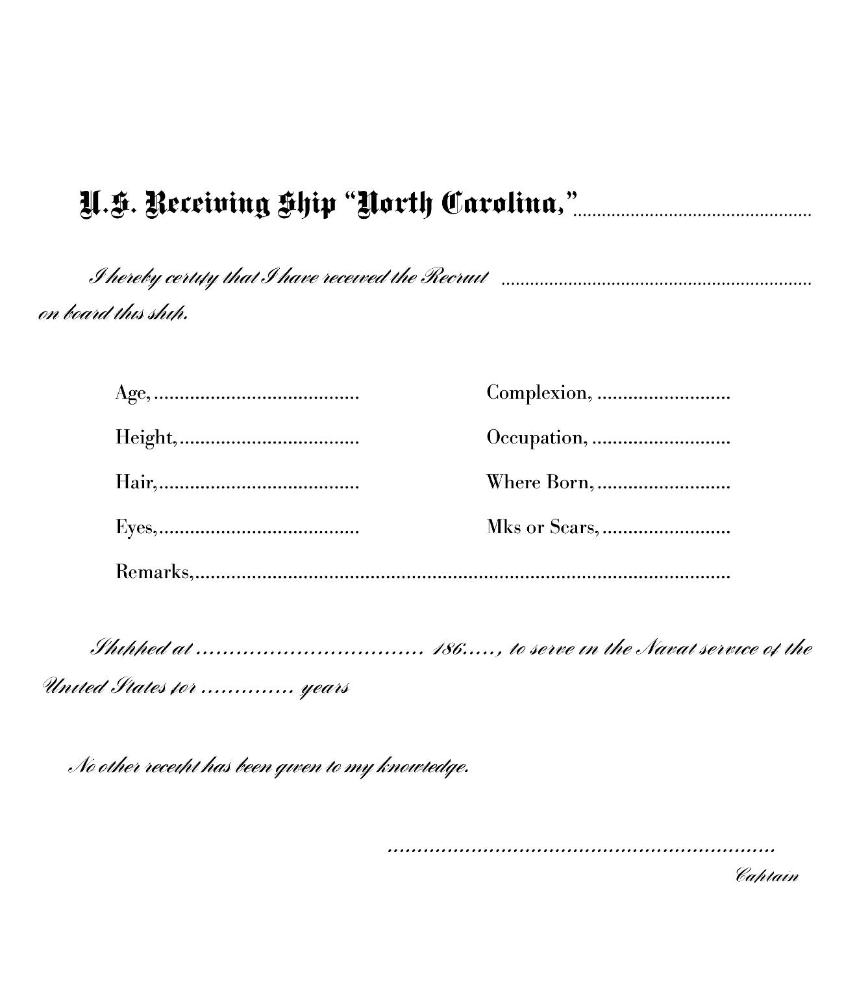 U.S. Receiving Ship “North Carolina,”..................................................
I hereby certify that I have received the Recruit ..................................................................
on board this ship.
Age,........................................ Complexion, ..........................
Height,................................... Occupation, ...........................
Hair,....................................... Where Born, ..........................
Eyes,....................................... Mks or Scars, .........................
Remarks,........................................................................................................
Shipped at .................................. 186....., to serve in the Naval service of the
United States for .............. years
No other receipt has been given to my knowledge.
..................................................................
Captain